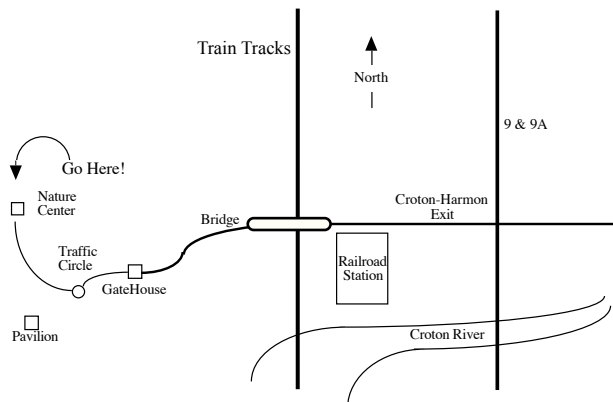 Train Tracks
North
9 & 9A
Go Here!
Nature
Center
Croton-Harmon
Exit
Bridge
Traffic
Circle
Railroad
Station
GateHouse
Pavilion
Croton River